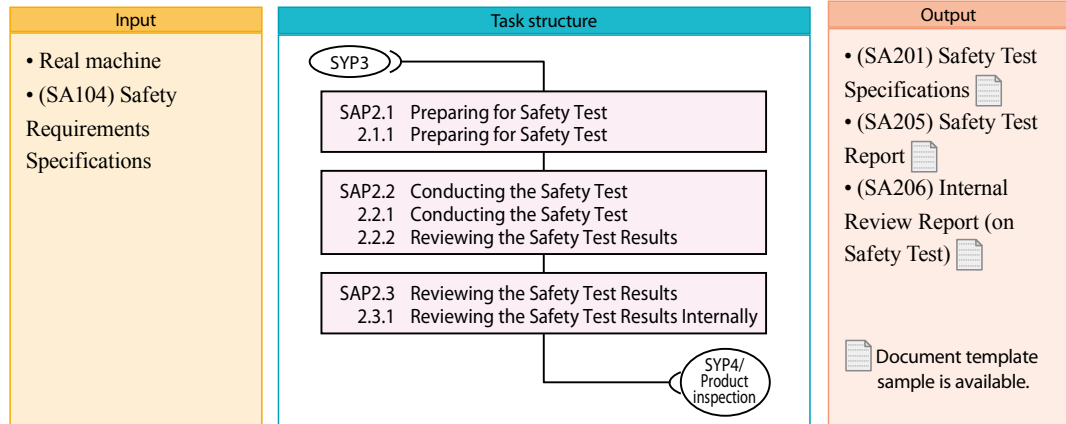 Input
• Real machine
• (SA104) Safety
Requirements
Specifications
Task structure
SYP3
SAP2.1 Preparing for Safety Test
2.1.1 Preparing for Safety Test
SAP2.2 Conducting the Safety Test
2.2.1 Conducting the Safety Test
2.2.2 Reviewing the Safety Test Results
SAP2.3 Reviewing the Safety Test Results
2.3.1 Reviewing the Safety Test Results Internally
SYP4/
Product
inspection
Output
• (SA201) Safety Test
Specifications
• (SA205) Safety Test
Report
• (SA206) Internal
Review Report (on
Safety Test)
Document template
sample is available.